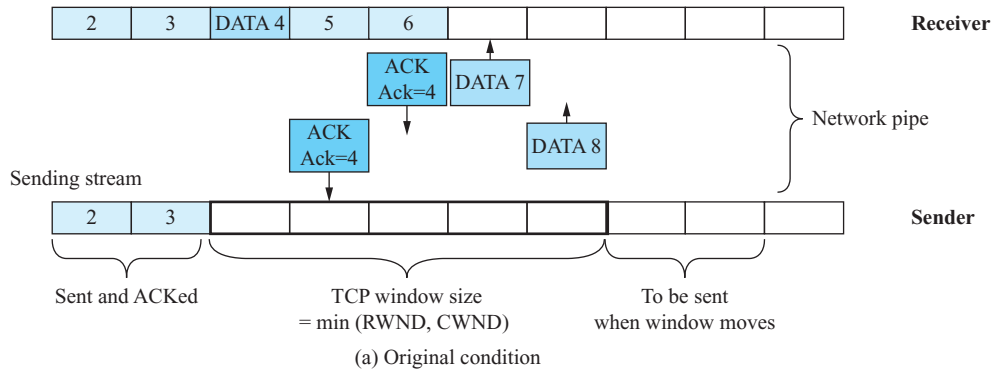 2 3 DATA 4 5 6 Receiver
ACK
Ack=4
DATA 7
Network pipe
ACK
Ack=4
DATA 8
Sending stream
2 3 Sender
Sent and ACKed
TCP window size
= min (RWND, CWND)
To be sent
when window moves
(a) Original condition